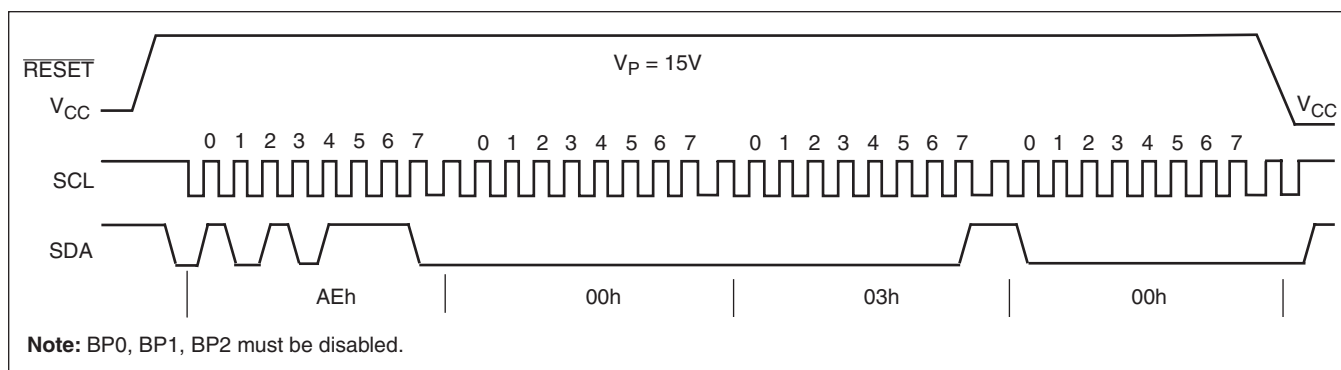 RESET
V_P = 15V
V_CC
V_CC
0 1 2 3 4 5 6 7 0 1 2 3 4 5 6 7 0 1 2 3 4 5 6 7 0 1 2 3 4 5 6 7
SCL
SDA
AEh 00h 03h 00h
Note: BP0, BP1, BP2 must be disabled.